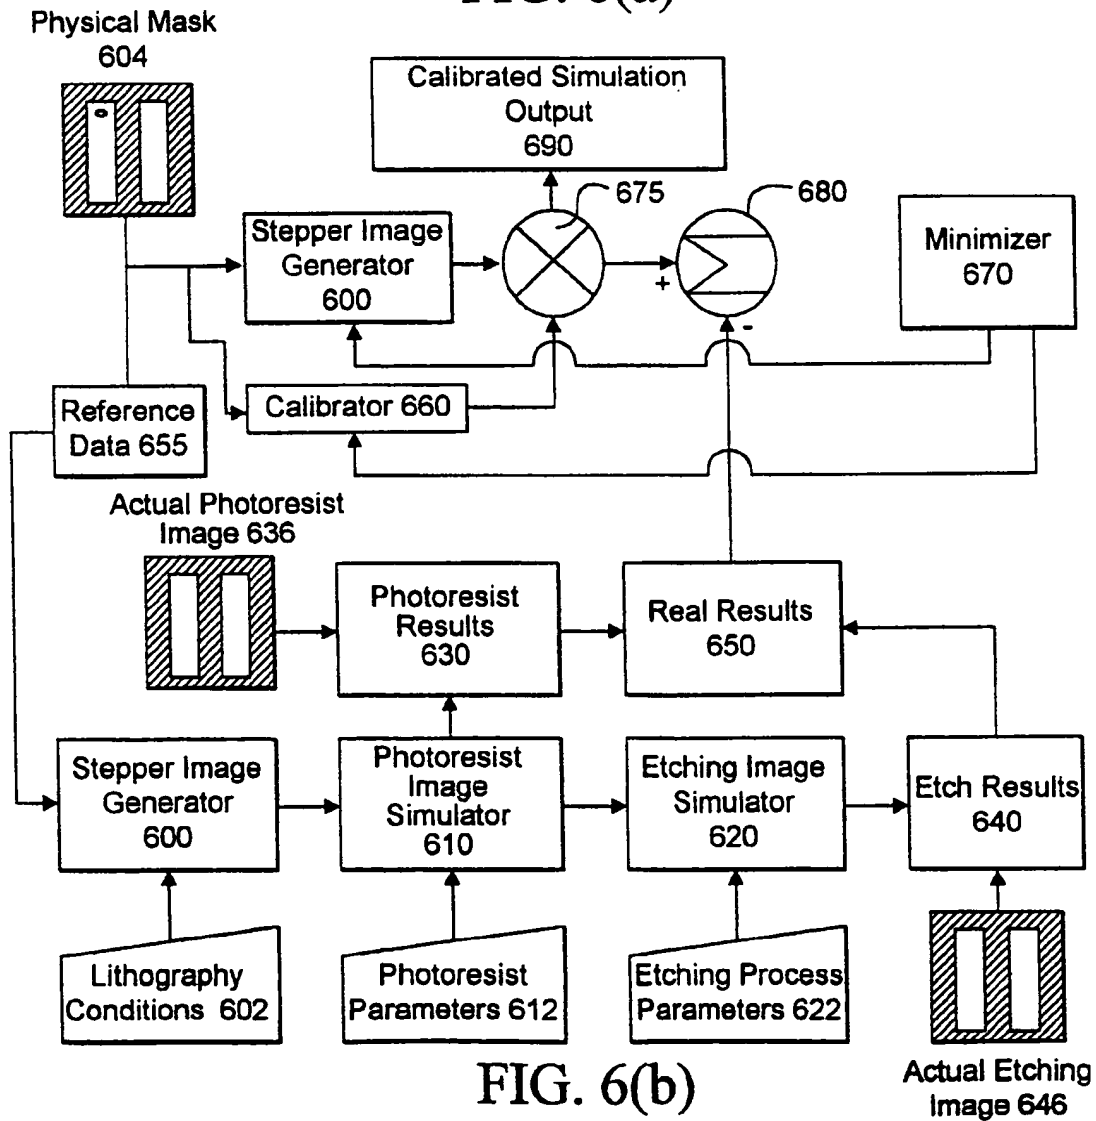 FIG. 6(a)
Physical Mask
604
Calibrated Simulation
Output
690
675
680
Stepper Image
Generator
600
Minimizer
670
+
-
Calibrator 660
Reference
Data 655
Actual Photoresist
Image 636
Photoresist
Results
630
Real Results
650
Stepper Image
Generator
600
Photoresist
Image
Simulator
610
Etching Image
Simulator
620
Etch Results
640
Lithography
Conditions 602
Photoresist
Parameters 612
Etching Process
Parameters 622
Actual Etching
Image 646
FIG. 6(b)